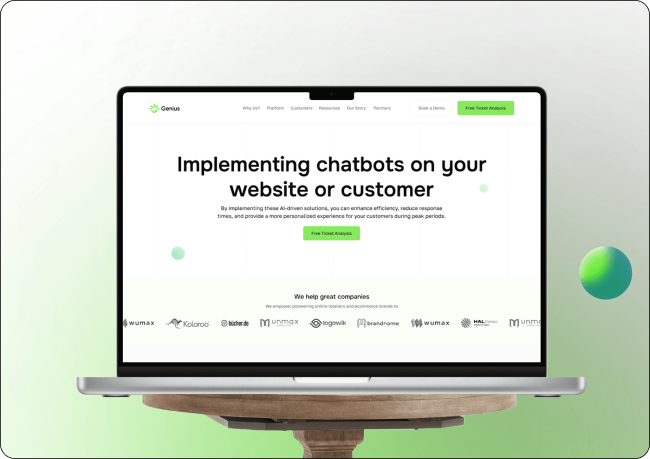 Genius
Why Us? Platform Customers Resources Our Story Partners Book a Demo Free Ticket Analysis
Implementing chatbots on your
website or customer
By implementing these AI-driven solutions, you can enhance efficiency, reduce response
times, and provide a more personalized experience for your customers during peak periods.
Free Ticket Analysis
We help great companies
We empower pioneering online retailers and ecommerce brands to
wumax Koloroo bücher.de unmax logowik brandname wumax HAL unmax